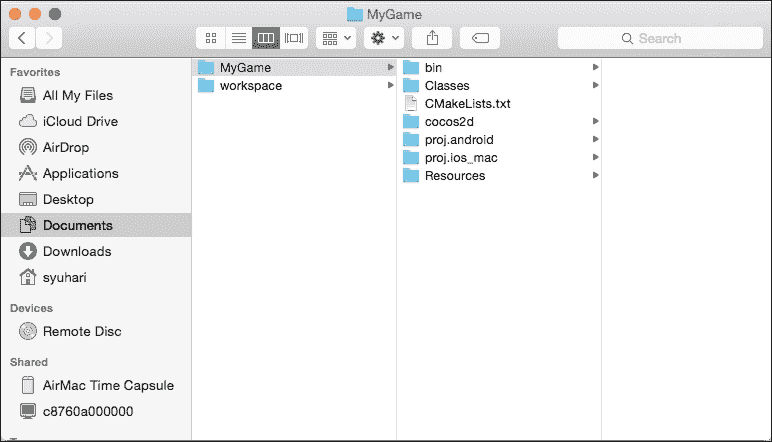 MyGame
Search
Favorites
All My Files
iCloud Drive
AirDrop
Applications
Desktop
Documents
Downloads
syuhari
Devices
Remote Disc
Shared
AirMac Time Capsule
c8760a000000
MyGame
workspace
bin
Classes
CMakeLists.txt
cocos2d
proj.android
proj.ios_mac
Resources